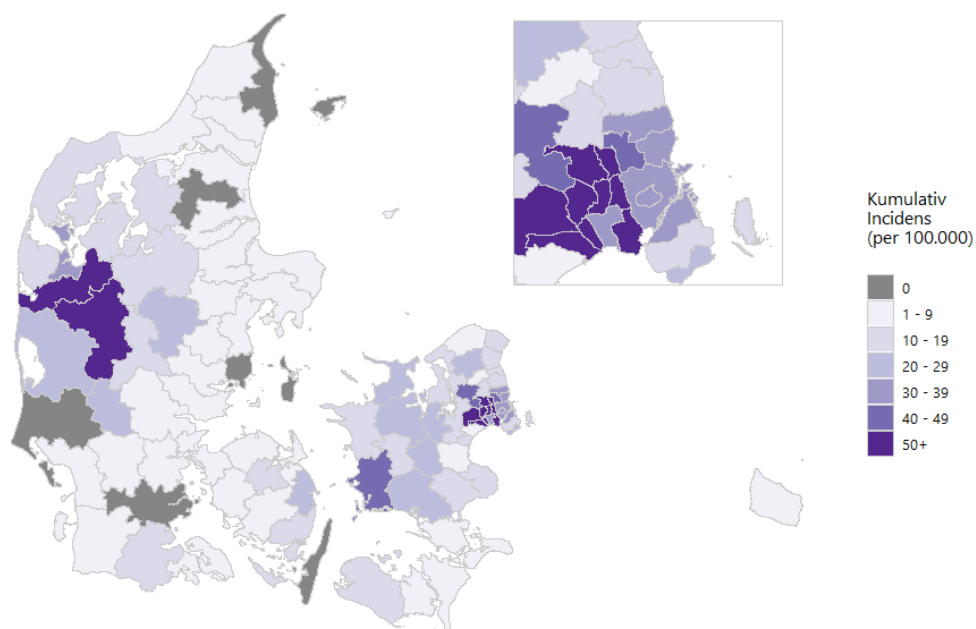 Kumulativ
Incidens
(per 100.000)
0
1 - 9
10 - 19
20 - 29
30 - 39
40 - 49
50+